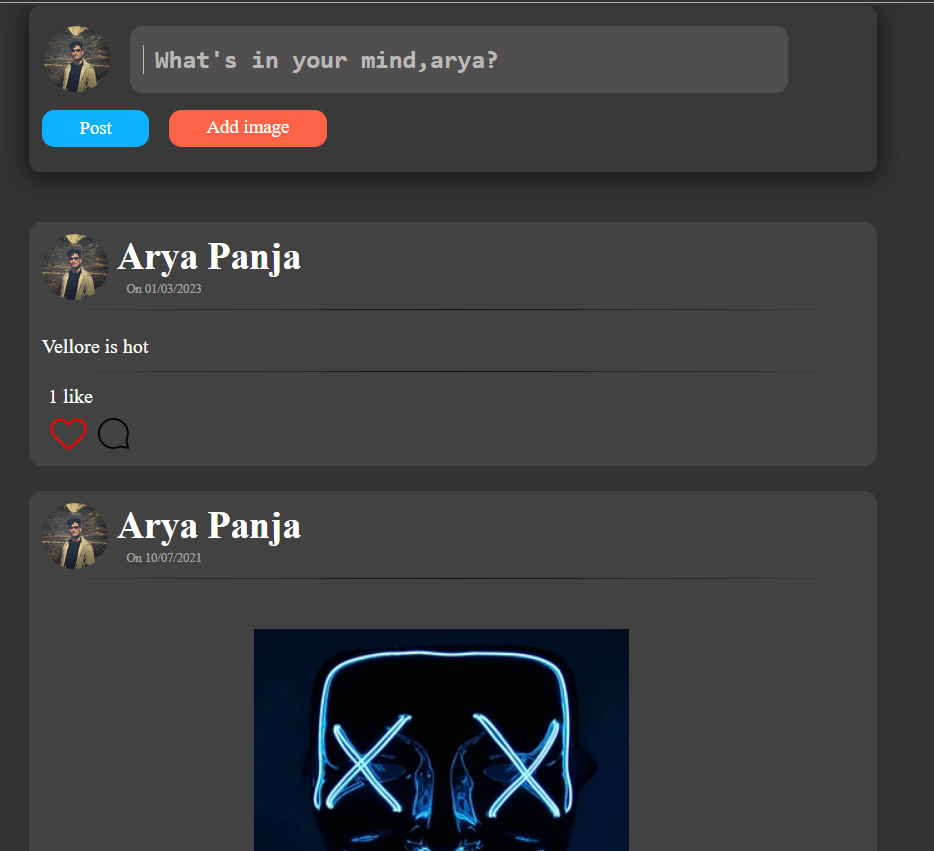 What's in your mind,arya?
Post
Add image
Arya Panja
On 01/03/2023
Vellore is hot
1 like
Arya Panja
On 10/07/2021